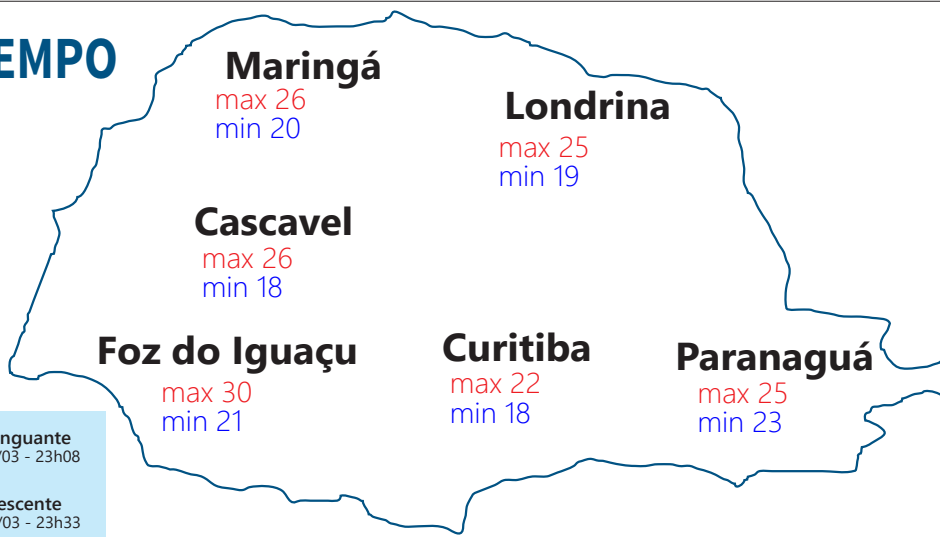 EMPO
Maringá
max 26
min 20
Londrina
max 25
min 19
Cascavel
max 26
min 18
Foz do Iguaçu
max 30
min 21
Curitiba
max 22
min 18
Paranaguá
max 25
min 23
nguante
/03 - 23h08
escente
/03 - 23h33